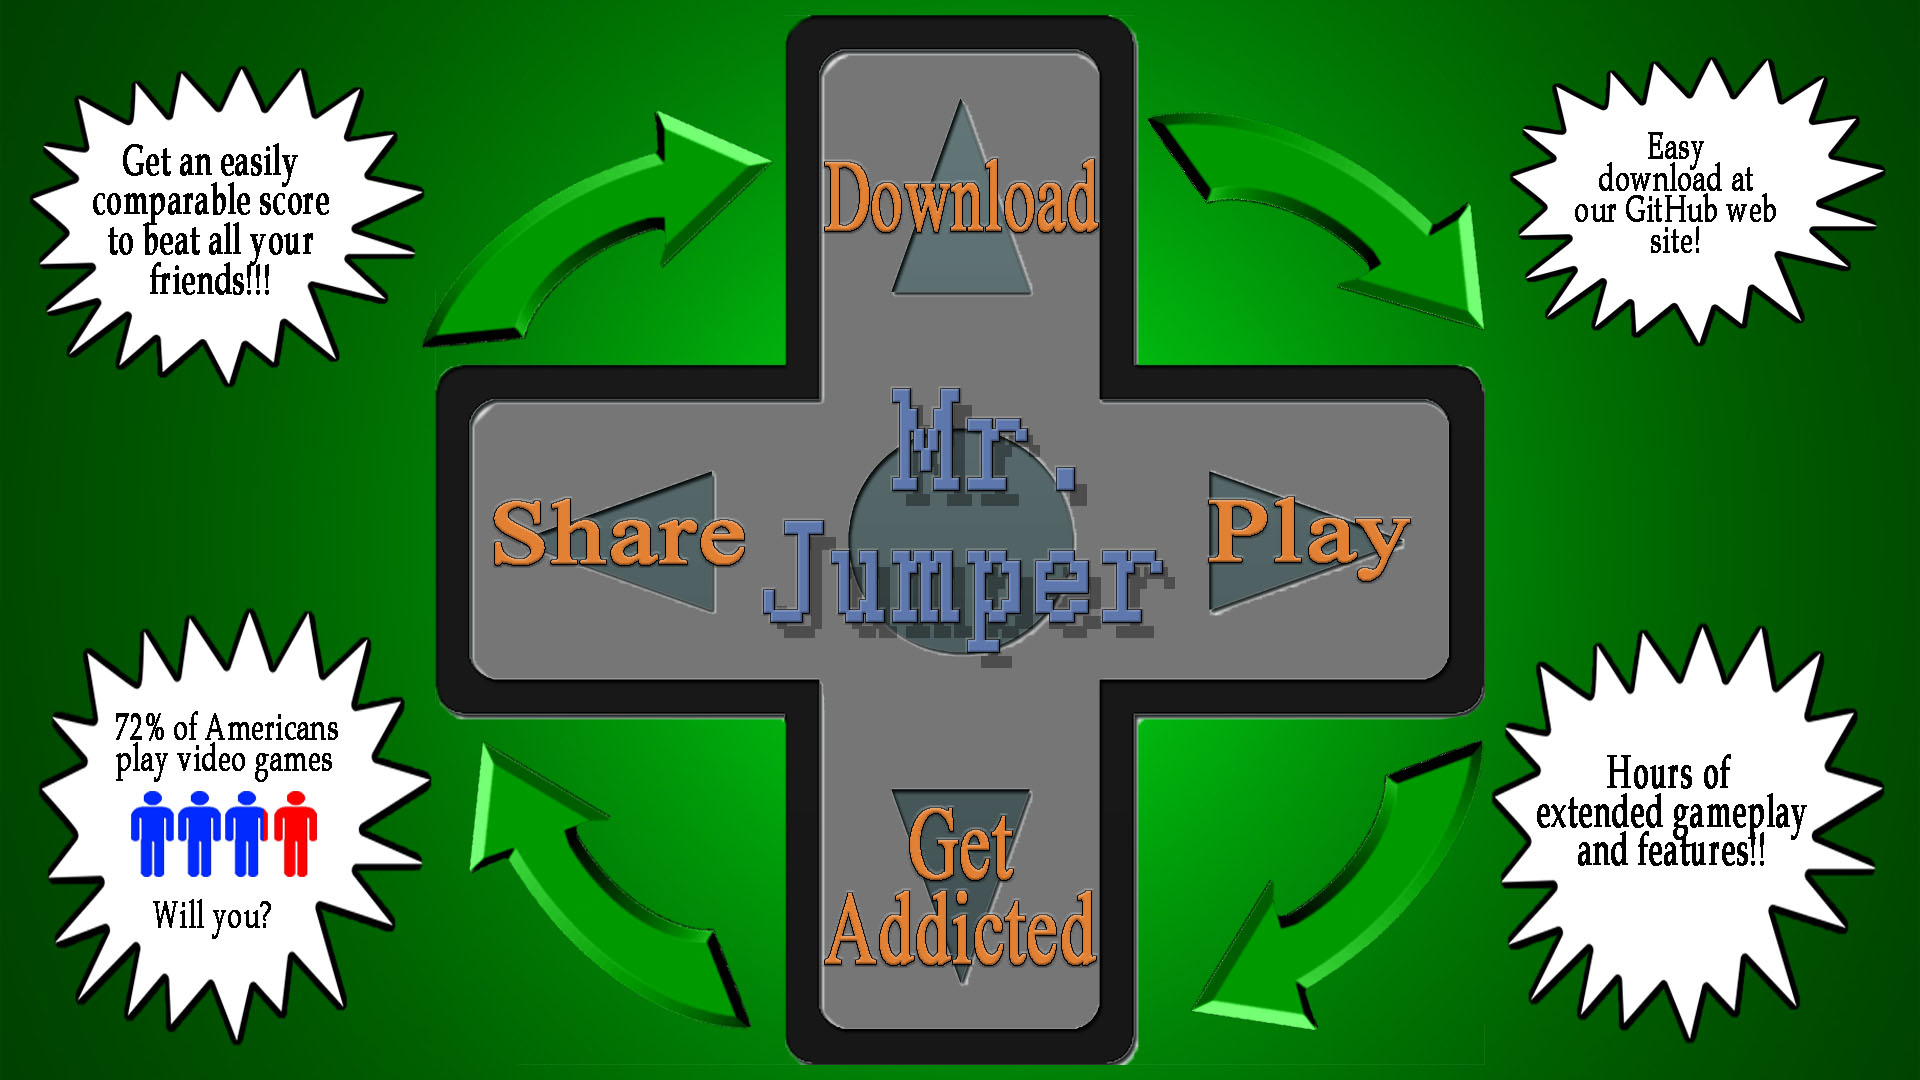 Get an easily
comparable score
to beat all your
friends!!!
Download
Easy
download at
our GitHub web
site!
Mr.
Jumper
Share
Play
72% of Americans
play video games
Will you?
Get
Addicted
Hours of
extended gameplay
and features!!